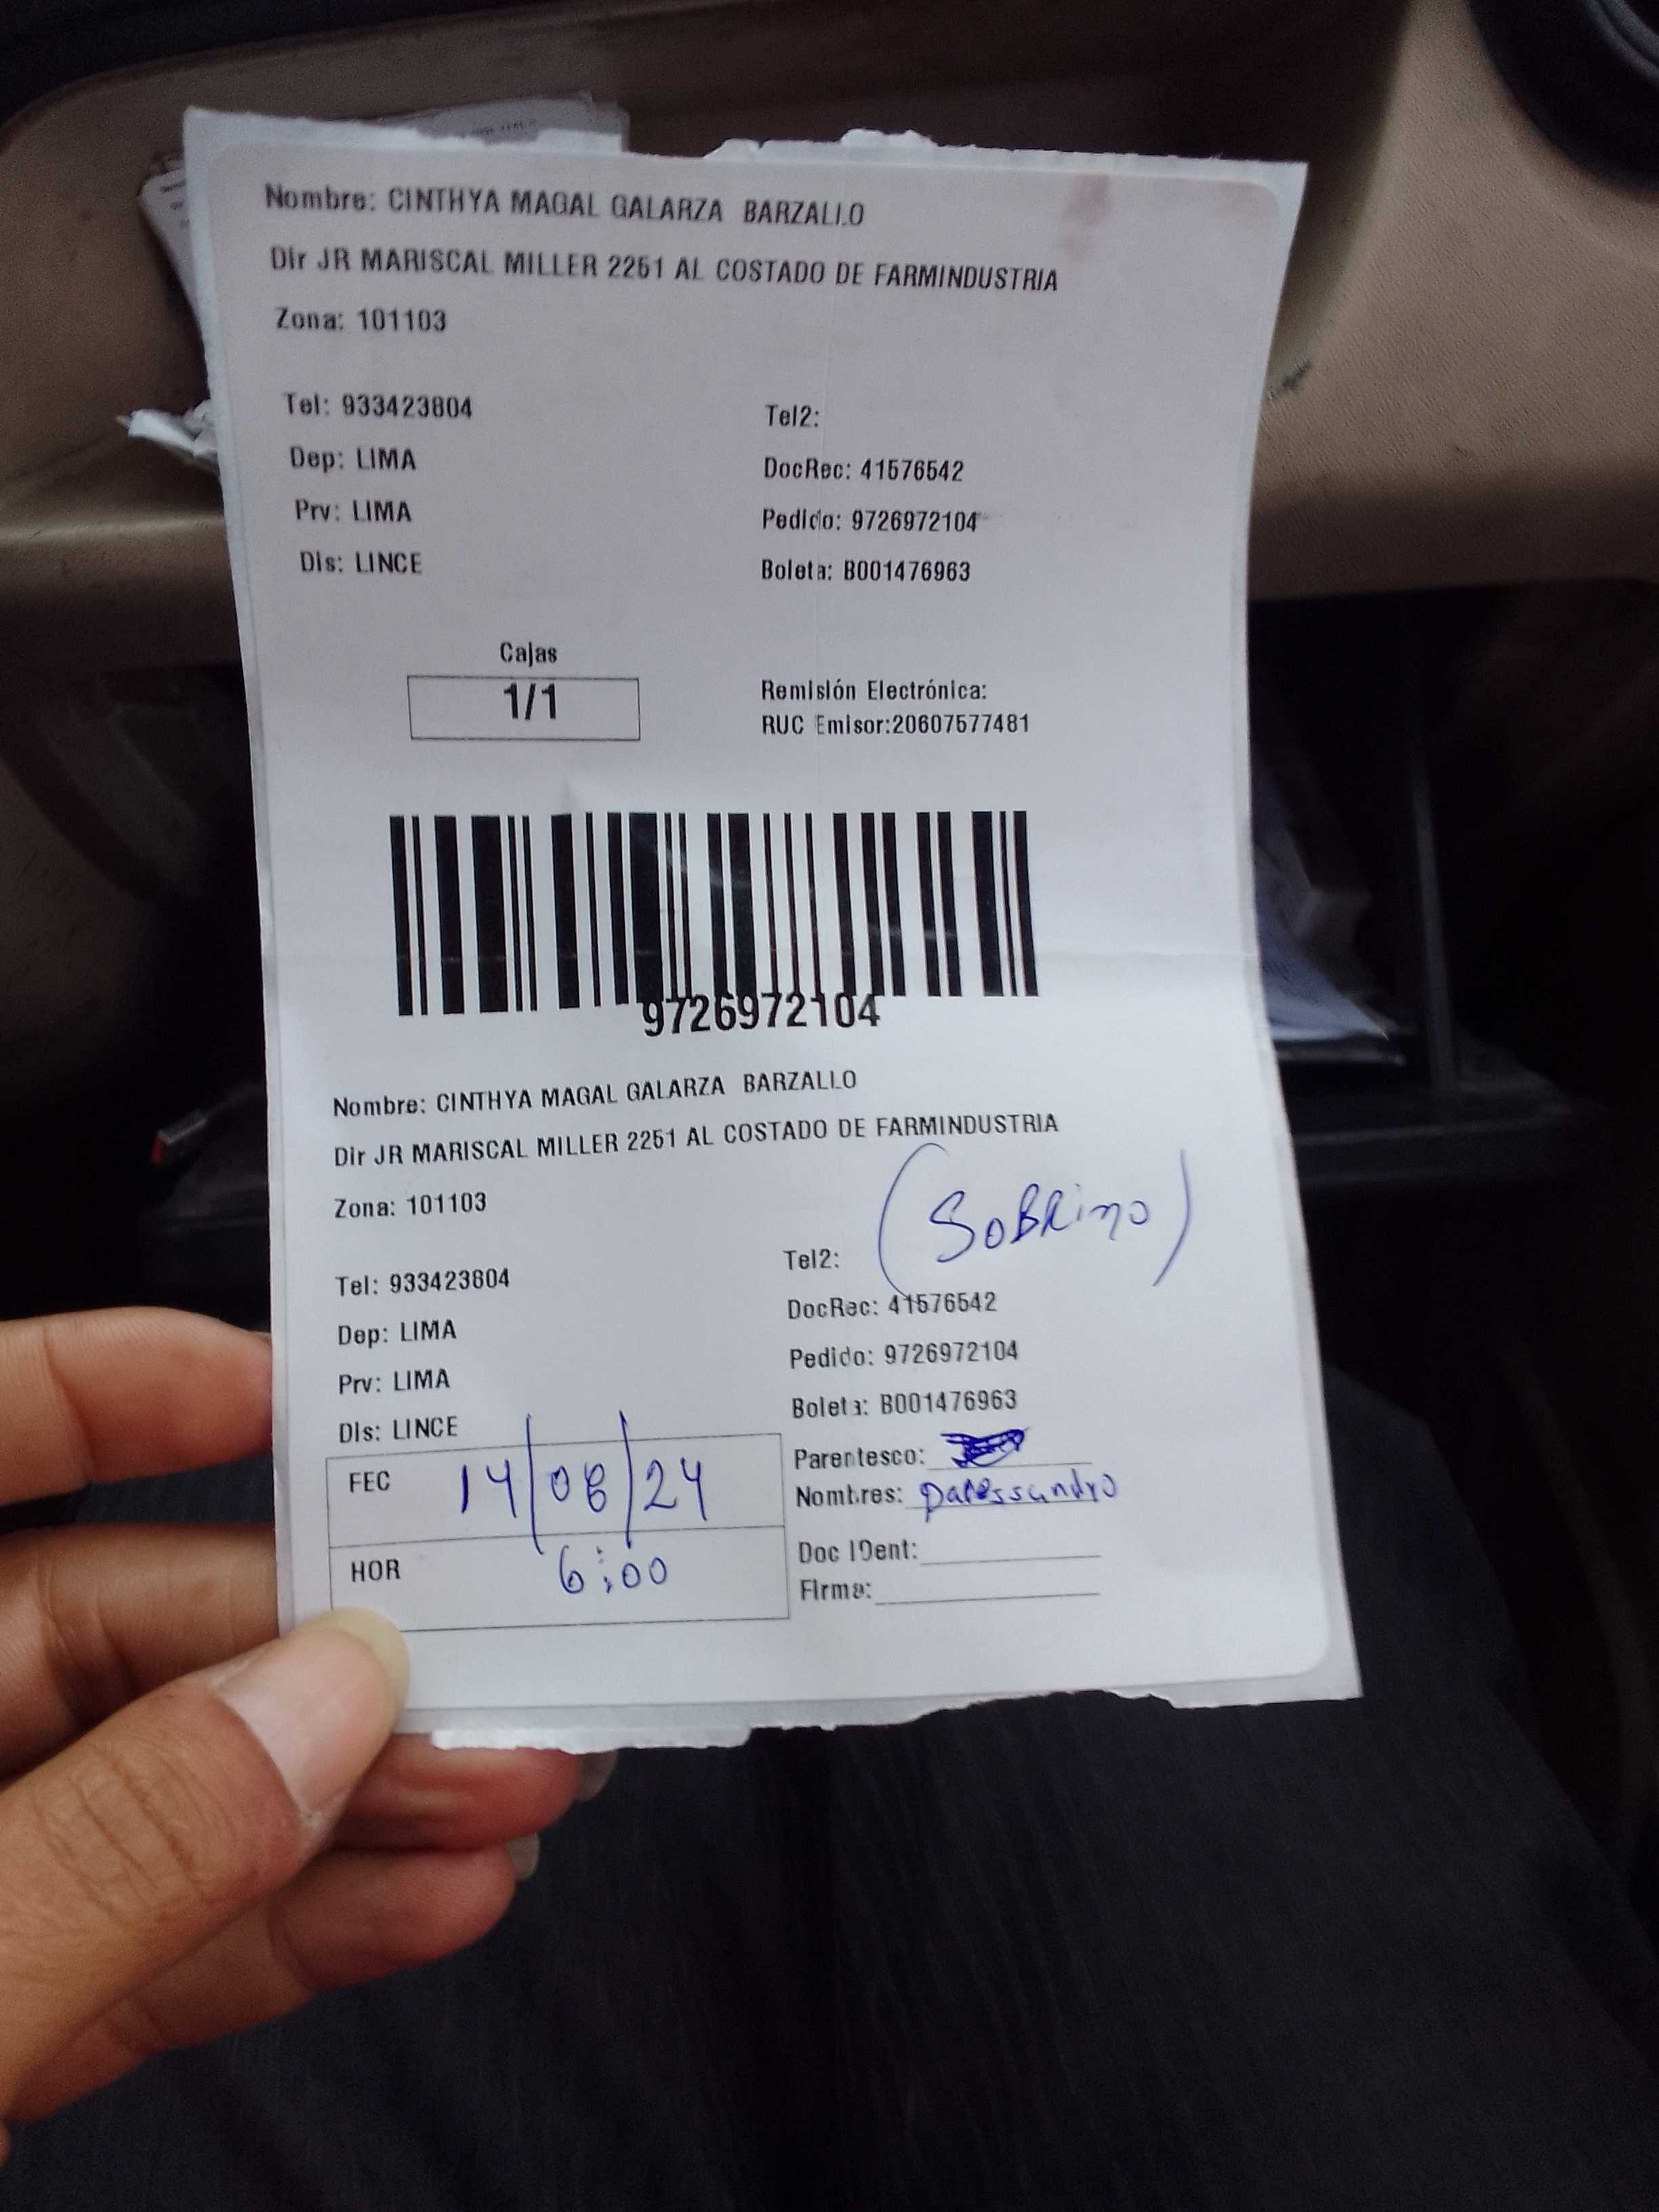 Nombre: CINTHYA MAGAL GALARZA BARZALLO
Dir JR MARISCAL MILLER 2251 AL COSTADO DE FARMINDUSTRIA
Zona: 101103
Tel: 933423804 Tel2:
Dep: LIMA DocRec: 41576542
Prv: LIMA Pedido: 9726972104
Dis: LINCE Boleta: B001476963
Cajas
1/1
Remisión Electrónica:
RUC Emisor:20607577481
9726972104
Nombre: CINTHYA MAGAL GALARZA BARZALLO
Dir JR MARISCAL MILLER 2251 AL COSTADO DE FARMINDUSTRIA
Zona: 101103
(SoBRino)
Tel: 933423804 Tel2:
Dep: LIMA DocRec: 41576542
Prv: LIMA Pedido: 9726972104
Dis: LINCE Boleta: B001476963
FEC 14/08/24
HOR 6:00
Parentesco:
Nombres:
Doc IDent:
Firma: